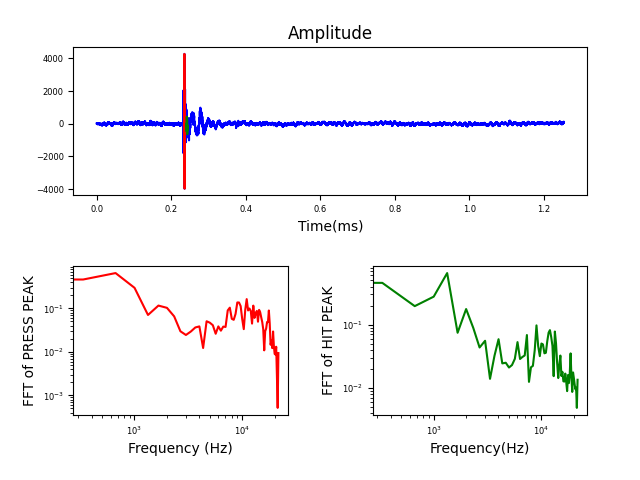 Amplitude
4000
2000
0
−2000
−4000
0.0 0.2 0.4 0.6 0.8 1.0 1.2
Time(ms)
FFT of PRESS PEAK
10⁻¹
10⁻²
10⁻³
10³ 10⁴
Frequency (Hz)
FFT of HIT PEAK
10⁻¹
10⁻²
10³ 10⁴
Frequency(Hz)